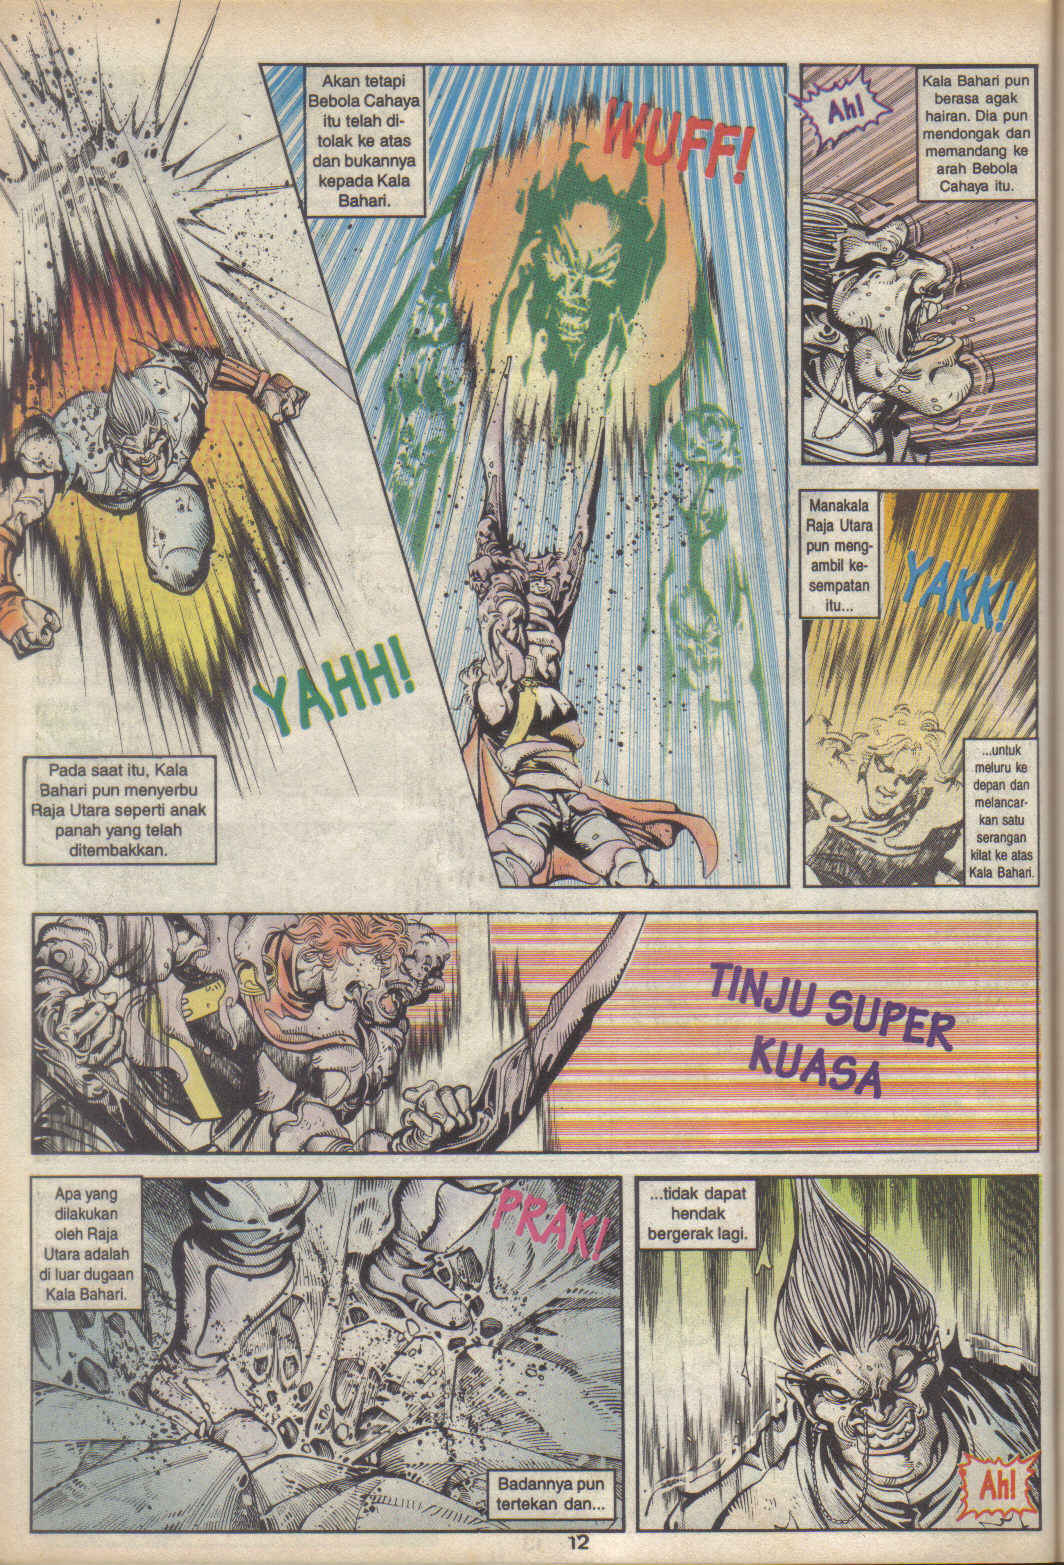 YAHH!
Pada saat itu, Kala
Bahari pun menyerbu
Raja Utara seperti anak
panah yang telah
ditembakkan.
Akan tetapi
Bebola Cahaya
itu telah di-
tolak ke atas
dan bukannya
kepada Kala
Bahari.
WUFF!
Ah!
Kala Bahari pun
berasa agak
hairan. Dia pun
mendongak dan
memandang ke
arah Bebola
Cahaya itu.
Manakala
Raja Utara
pun meng-
ambil ke-
sempatan
itu...
YAKK!
...untuk
meluru ke
depan dan
melancar-
kan satu
serangan
kilat ke atas
Kala Bahari.
TINJU SUPER
KUASA
Apa yang
dilakukan
oleh Raja
Utara adalah
di luar dugaan
Kala Bahari.
PRAK!
Badannya pun
tertekan dan...
...tidak dapat
hendak
bergerak lagi.
Ah!
12